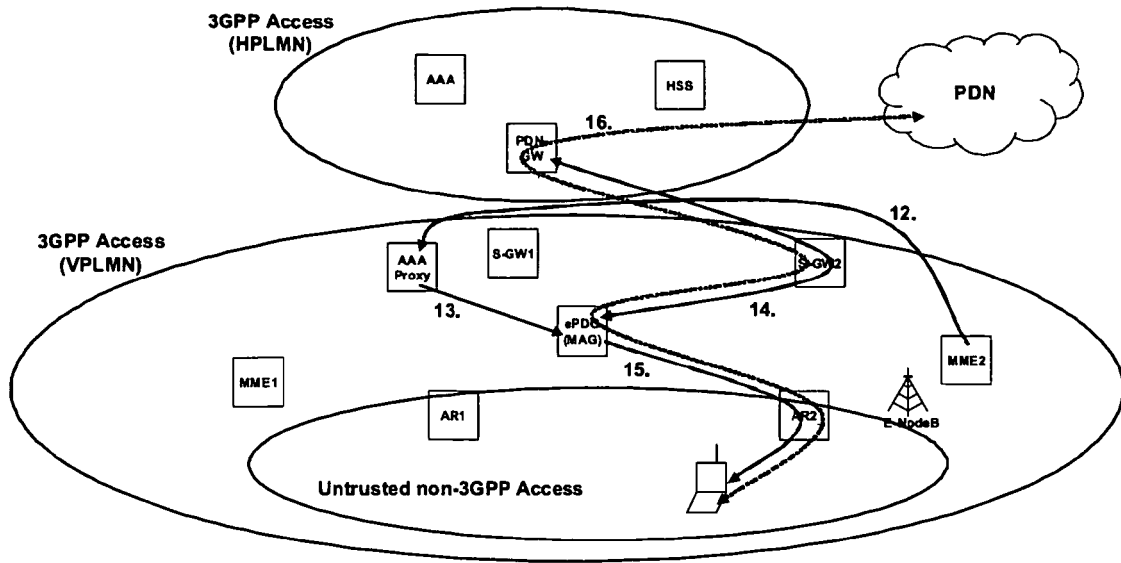 3GPP Access
(HPLMN)
AAA
HSS
PDN
PDN
GW
16.
3GPP Access
(VPLMN)
12.
AAA
Proxy
S-GW1
S-GW2
13.
14.
ePDG
(MAG)
15.
MME2
MME1
AR1
AR2
E-NodeB
Untrusted non-3GPP Access